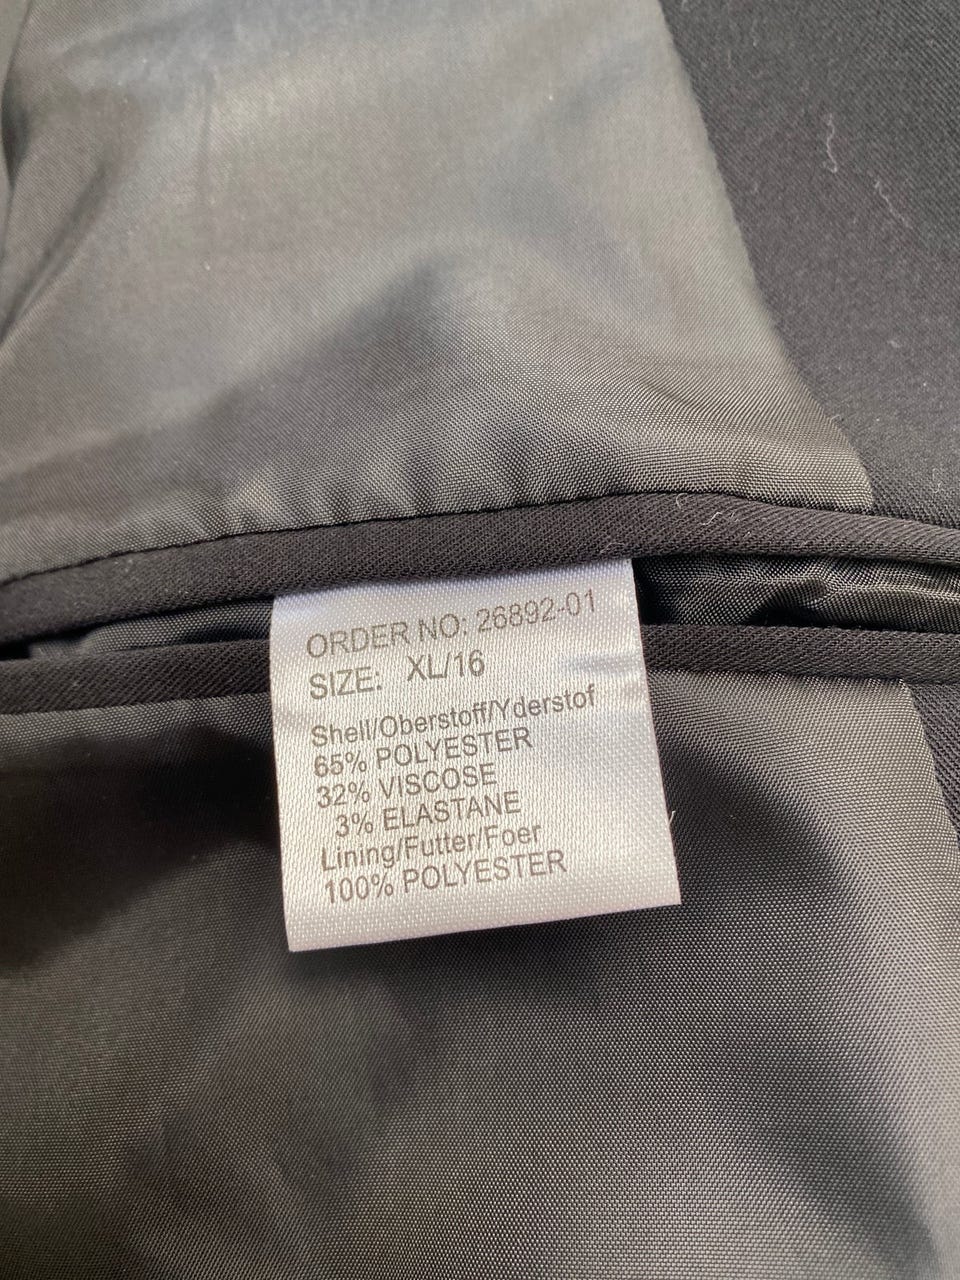 ORDER NO: 26892-01
SIZE: XL/16
Shell/Oberstoff/Yderstof
65% POLYESTER
32% VISCOSE
3% ELASTANE
Lining/Futter/Foer
100% POLYESTER